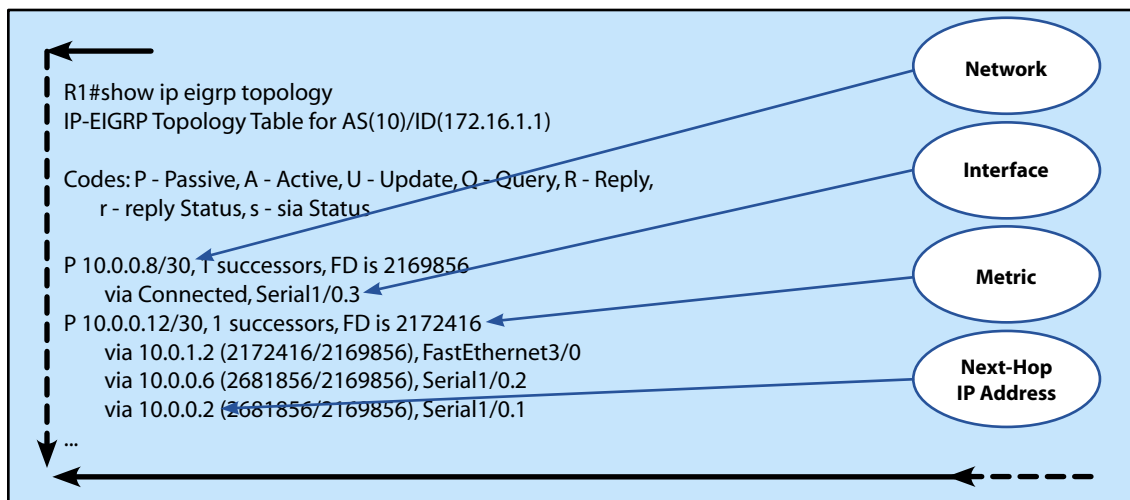 R1#show ip eigrp topology
IP-EIGRP Topology Table for AS(10)/ID(172.16.1.1)
Codes: P - Passive, A - Active, U - Update, Q - Query, R - Reply,
r - reply Status, s - sia Status
P 10.0.0.8/30, 1 successors, FD is 2169856
via Connected, Serial1/0.3
P 10.0.0.12/30, 1 successors, FD is 2172416
via 10.0.1.2 (2172416/2169856), FastEthernet3/0
via 10.0.0.6 (2681856/2169856), Serial1/0.2
via 10.0.0.2 (2681856/2169856), Serial1/0.1
...
Network
Interface
Metric
Next-Hop
IP Address